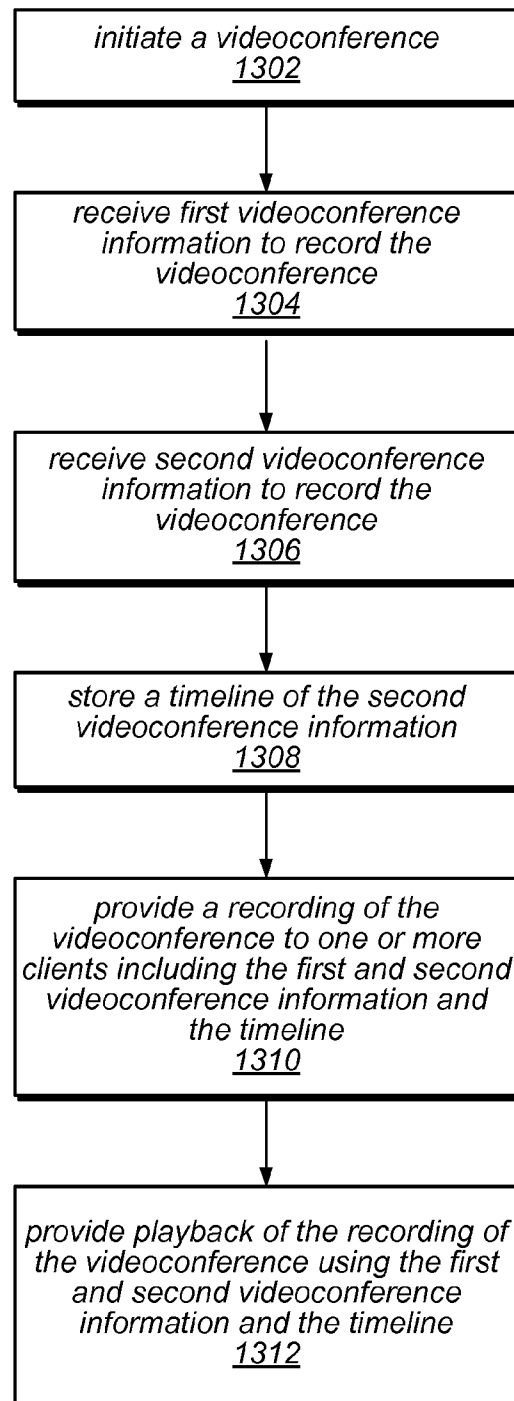 initiate a videoconference
1302
receive first videoconference
information to record the
videoconference
1304
receive second videoconference
information to record the
videoconference
1306
store a timeline of the second
videoconference information
1308
provide a recording of the
videoconference to one or more
clients including the first and second
videoconference information and
the timeline
1310
provide playback of the recording of
the videoconference using the first
and second videoconference
information and the timeline
1312